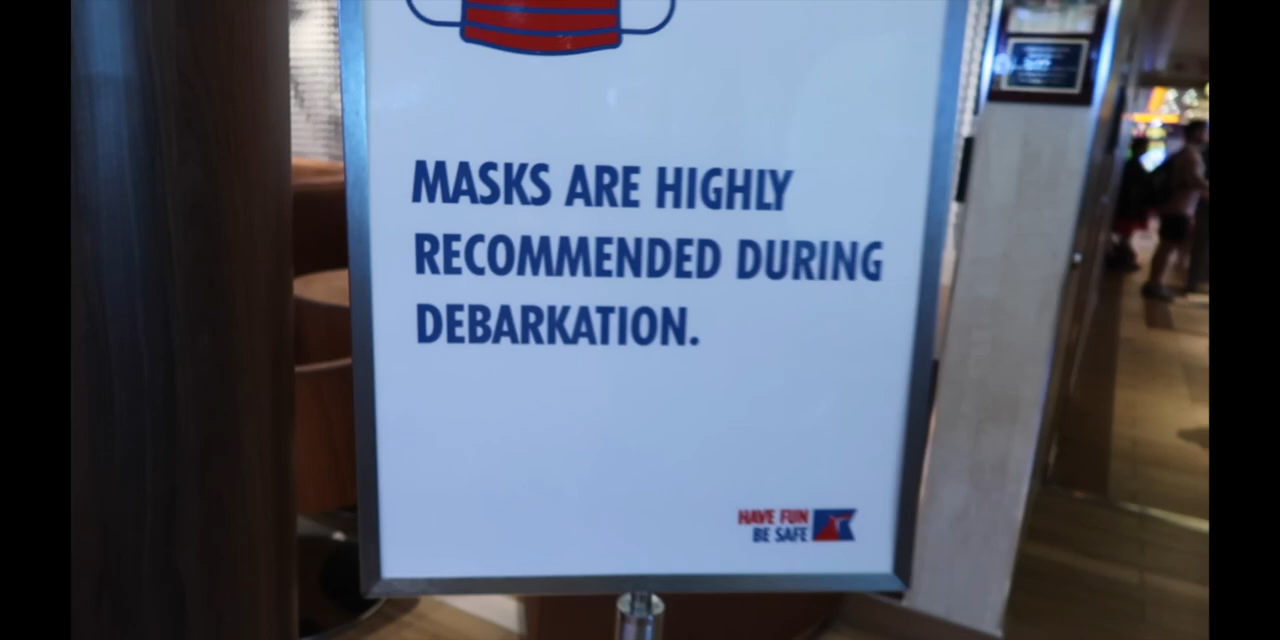 MASKS ARE HIGHLY
RECOMMENDED DURING
DEBARKATION.
HAVE FUN
BE SAFE